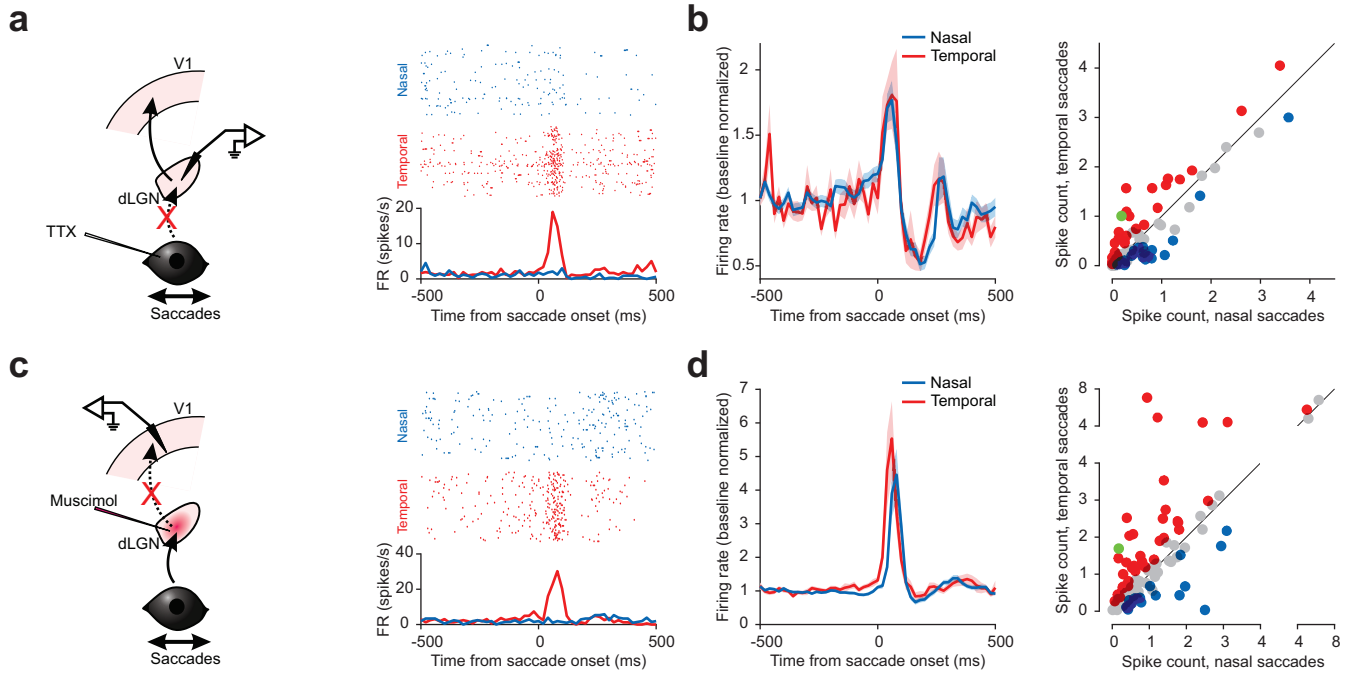 a
V1
dLGN
X
TTX
Saccades
Nasal
Temporal
FR (spikes/s)
20
10
0
-500
0
500
Time from saccade onset (ms)
b
Nasal
Temporal
Firing rate (baseline normalized)
2
1.5
1
0.5
-500
0
500
Time from saccade onset (ms)
Spike count, temporal saccades
4
3
2
1
0
0
1
2
3
4
Spike count, nasal saccades
c
V1
X
Muscimol
dLGN
Saccades
Nasal
Temporal
FR (spikes/s)
40
20
0
-500
0
500
Time from saccade onset (ms)
d
Nasal
Temporal
Firing rate (baseline normalized)
7
6
5
4
3
2
1
0
-500
0
500
Time from saccade onset (ms)
Spike count, temporal saccades
8
4
4
3
2
1
0
0
1
2
3
4
4
8
Spike count, nasal saccades